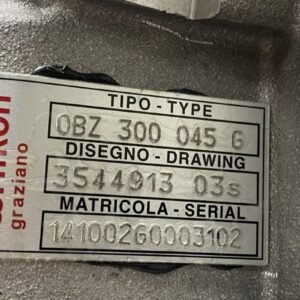 graziano
TIPO - TYPE
0BZ 300 045 G
DISEGNO - DRAWING
3544913 03s
MATRICOLA - SERIAL
14100260003102